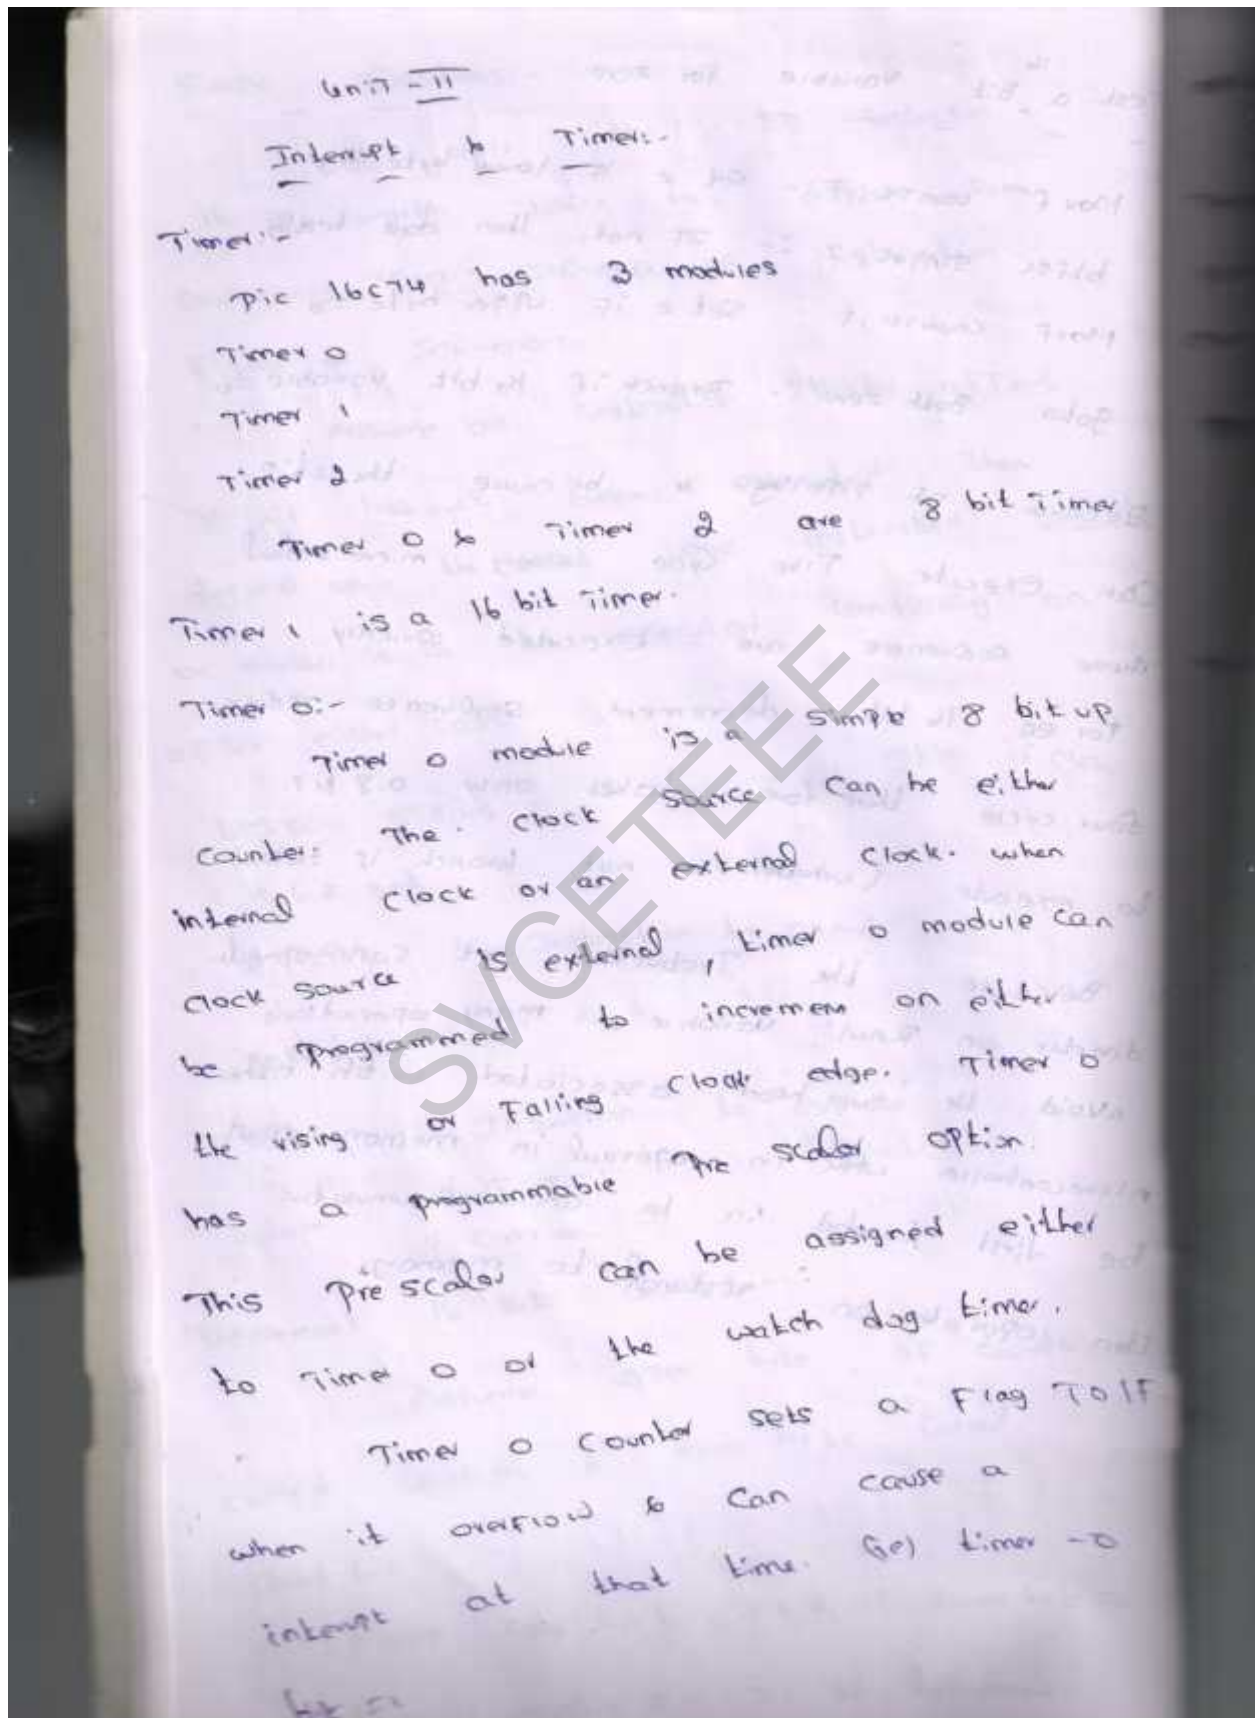 Unit - II
Interrupt & Timer:-
Timer:-
Pic 16C74 has 3 modules
Timer 0
Timer 1
Timer 2
Timer 0 & Timer 2 are 8 bit Timer
Timer 1 is a 16 bit Timer.
Timer 0:-
Timer 0 module is a simple 8 bit up
counter. The clock source can be either
internal clock or an external clock. when
clock source is external, timer 0 module can
be programmed to increment on either
the rising or Falling clock edge. Timer 0
has a programmable Pre scaler option.
This Pre scaler can be assigned either
to Timer 0 or the watch dog timer.
Timer 0 Counter sets a Flag T0IF
when it overflow & can cause a
interrupt at that time. (ie) timer -0
SVCETEEE